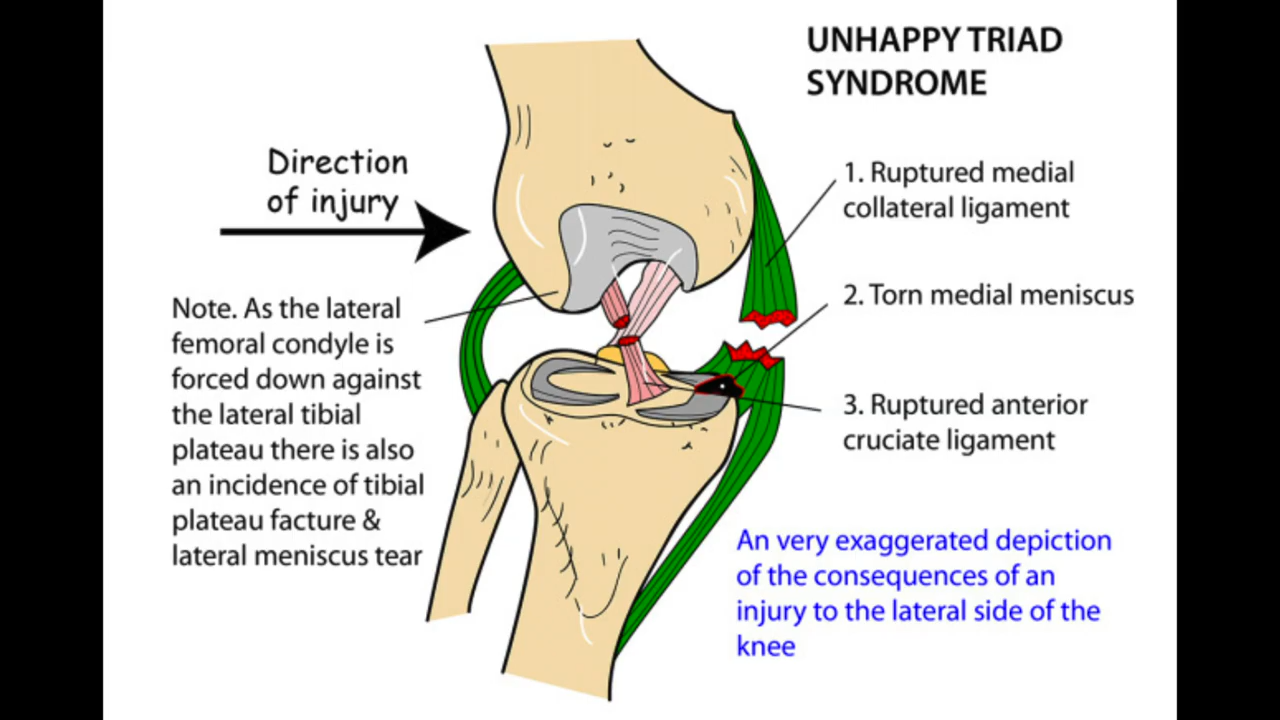 UNHAPPY TRIAD
SYNDROME
Direction
of injury
1. Ruptured medial
collateral ligament
2. Torn medial meniscus
3. Ruptured anterior
cruciate ligament
Note. As the lateral
femoral condyle is
forced down against
the lateral tibial
plateau there is also
an incidence of tibial
plateau facture &
lateral meniscus tear
An very exaggerated depiction
of the consequences of an
injury to the lateral side of the
knee